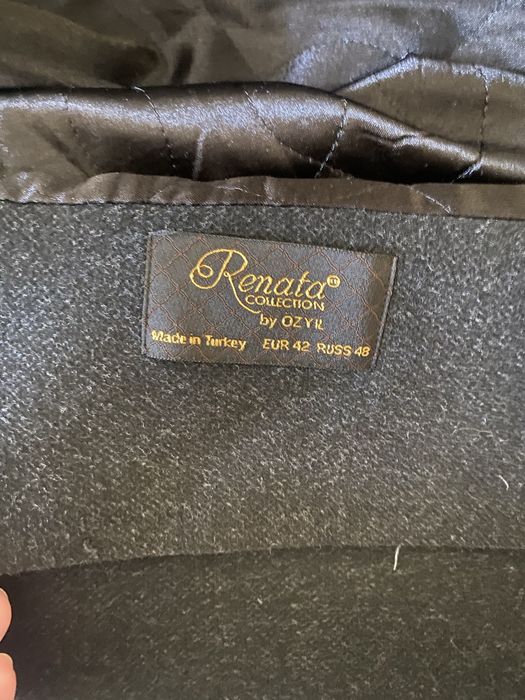 Renata®
COLLECTION
by OZYIL
Made in Turkey EUR 42 RUSS 48